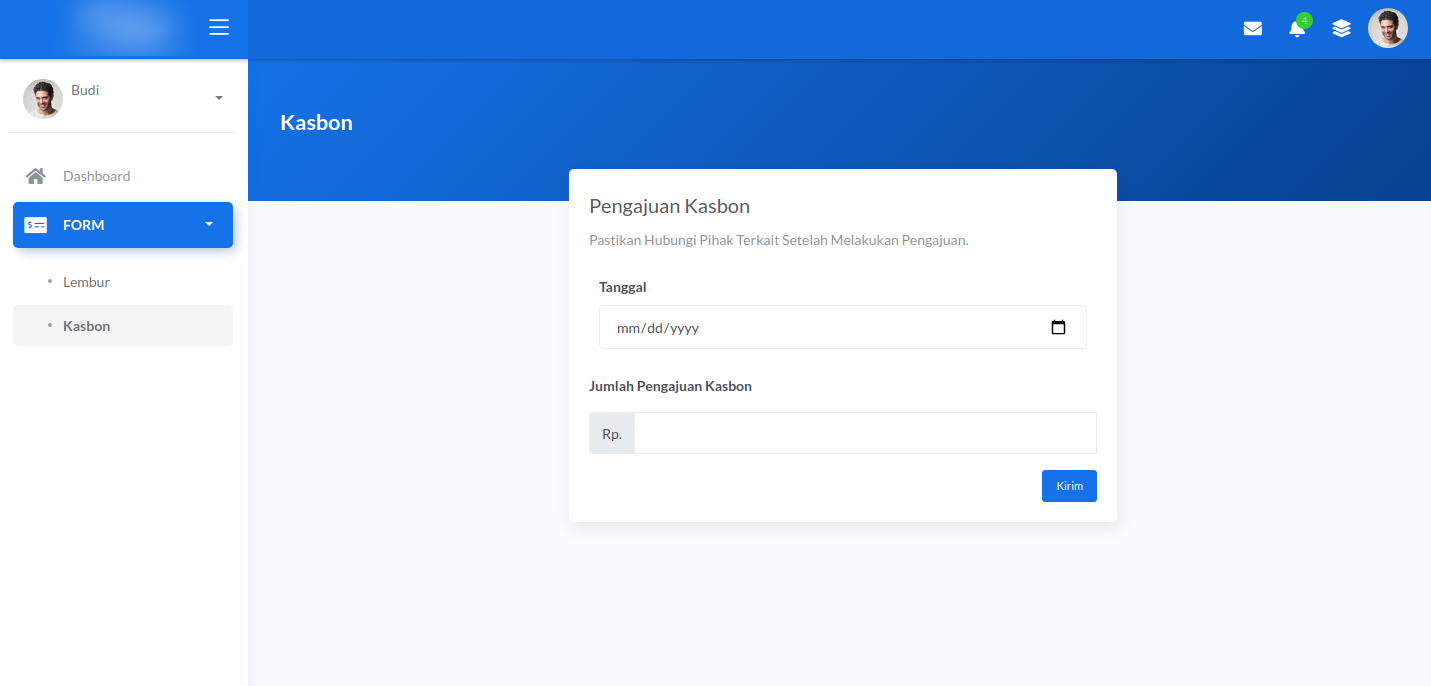 4
Budi
Kasbon
Dashboard
FORM
Lembur
Kasbon
Pengajuan Kasbon
Pastikan Hubungi Pihak Terkait Setelah Melakukan Pengajuan.
Tanggal
mm/dd/yyyy
Jumlah Pengajuan Kasbon
Rp.
Kirim